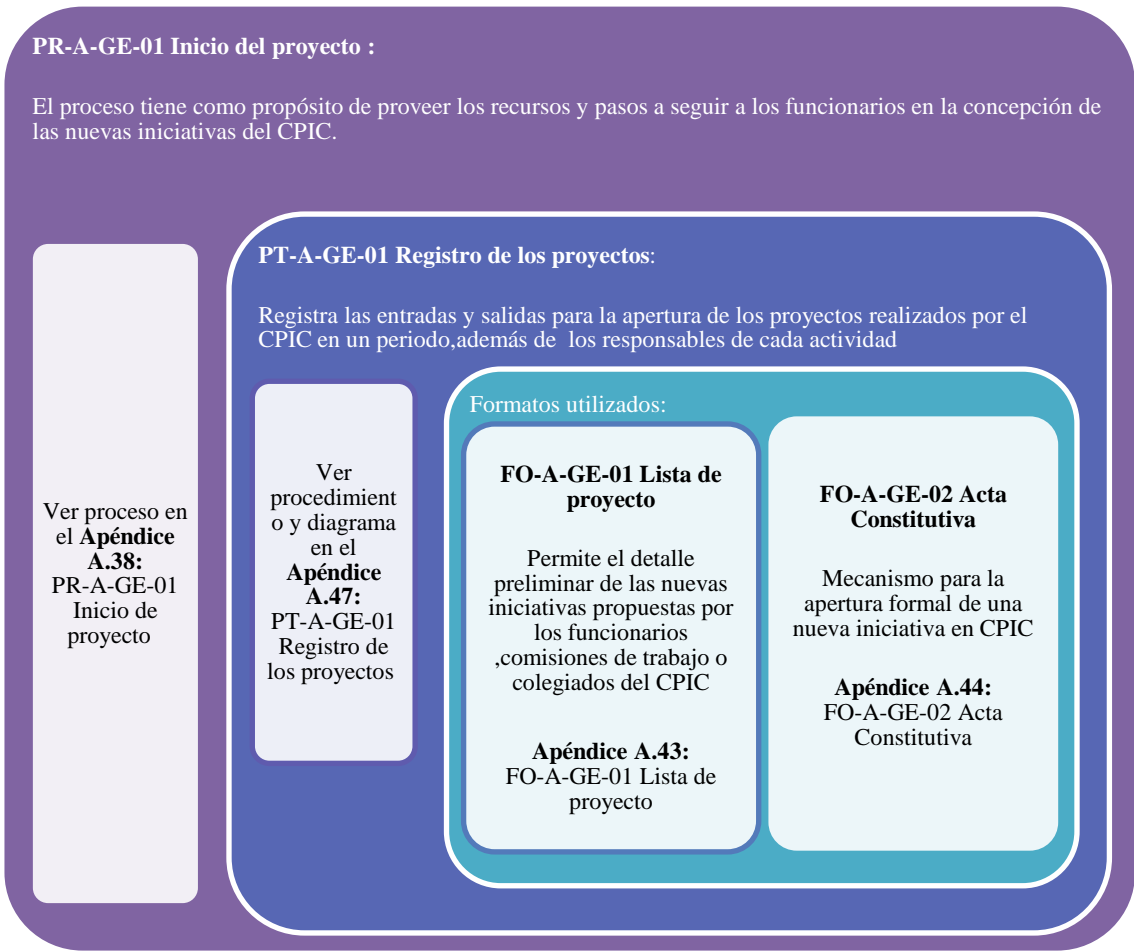 PR-A-GE-01 Inicio del proyecto :
El proceso tiene como propósito de proveer los recursos y pasos a seguir a los funcionarios en la concepción de
las nuevas iniciativas del CPIC.
Ver proceso en
el Apéndice
A.38:
PR-A-GE-01
Inicio de
proyecto
PT-A-GE-01 Registro de los proyectos:
Registra las entradas y salidas para la apertura de los proyectos realizados por el
CPIC en un periodo,además de los responsables de cada actividad
Ver
procedimient
o y diagrama
en el
Apéndice
A.47:
PT-A-GE-01
Registro de
los proyectos
Formatos utilizados:
FO-A-GE-01 Lista de
proyecto
Permite el detalle
preliminar de las nuevas
iniciativas propuestas por
los funcionarios
,comisiones de trabajo o
colegiados del CPIC
Apéndice A.43:
FO-A-GE-01 Lista de
proyecto
FO-A-GE-02 Acta
Constitutiva
Mecanismo para la
apertura formal de una
nueva iniciativa en CPIC
Apéndice A.44:
FO-A-GE-02 Acta
Constitutiva